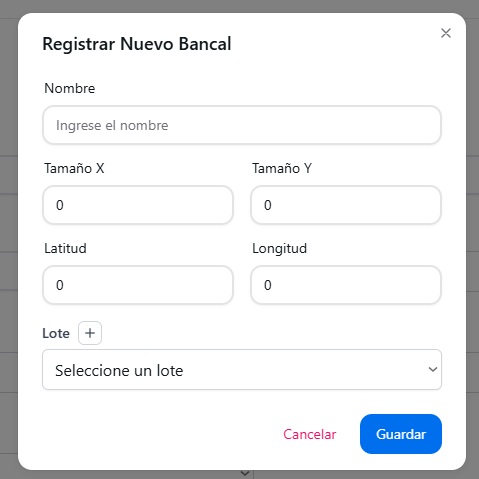 Registrar Nuevo Bancal
Nombre
Ingrese el nombre
Tamaño X Tamaño Y
0 0
Latitud Longitud
0 0
Lote +
Seleccione un lote
Cancelar Guardar